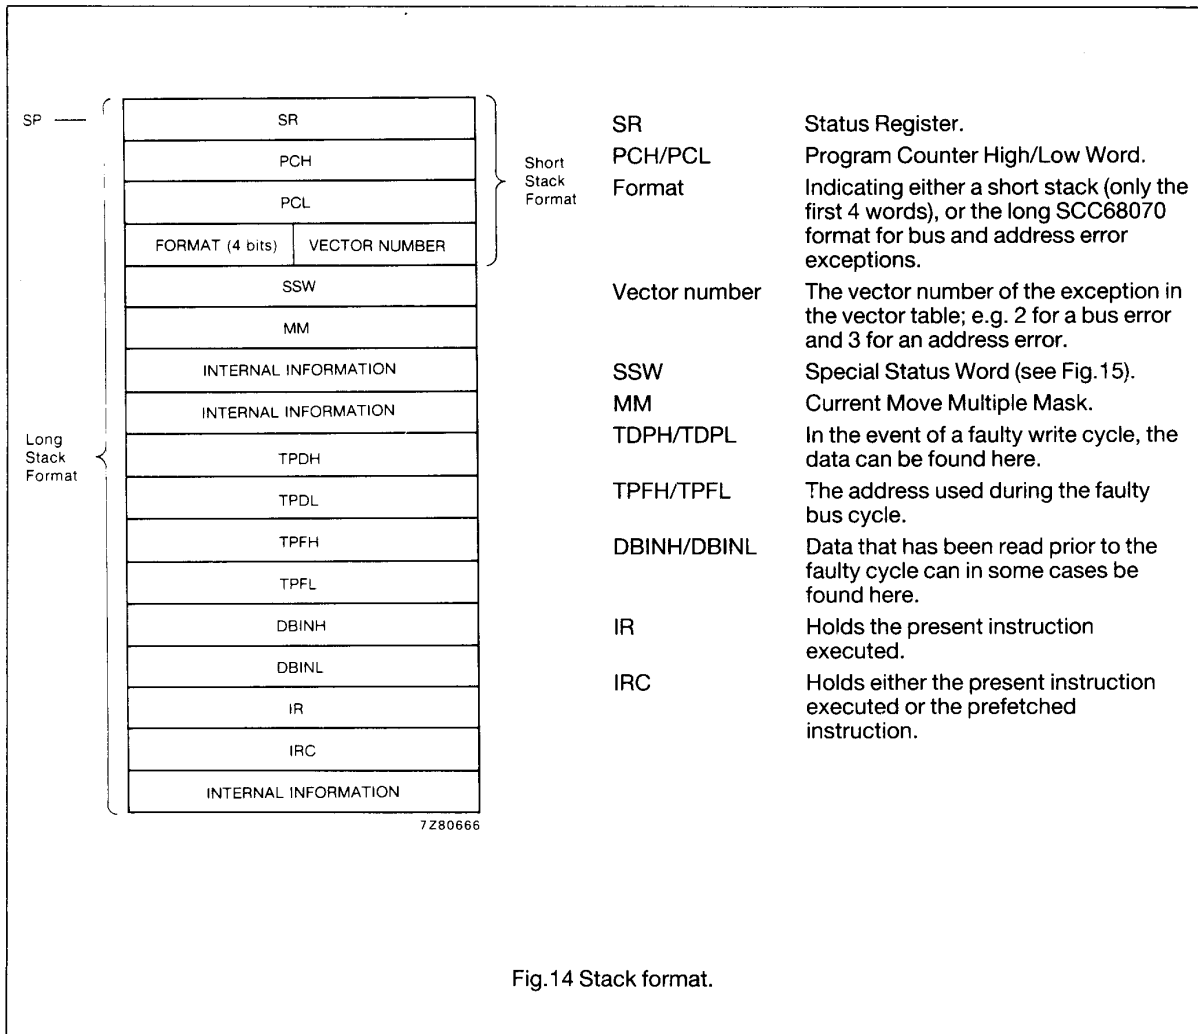 SP
SR
PCH
PCL
FORMAT (4 bits) VECTOR NUMBER
SSW
MM
INTERNAL INFORMATION
INTERNAL INFORMATION
TPDH
TPDL
TPFH
TPFL
DBINH
DBINL
IR
IRC
INTERNAL INFORMATION
7Z80666
Short
Stack
Format
Long
Stack
Format
SR Status Register.
PCH/PCL Program Counter High/Low Word.
Format Indicating either a short stack (only the
first 4 words), or the long SCC68070
format for bus and address error
exceptions.
Vector number The vector number of the exception in
the vector table; e.g. 2 for a bus error
and 3 for an address error.
SSW Special Status Word (see Fig.15).
MM Current Move Multiple Mask.
TDPH/TDPL In the event of a faulty write cycle, the
data can be found here.
TPFH/TPFL The address used during the faulty
bus cycle.
DBINH/DBINL Data that has been read prior to the
faulty cycle can in some cases be
found here.
IR Holds the present instruction
executed.
IRC Holds either the present instruction
executed or the prefetched
instruction.
Fig.14 Stack format.